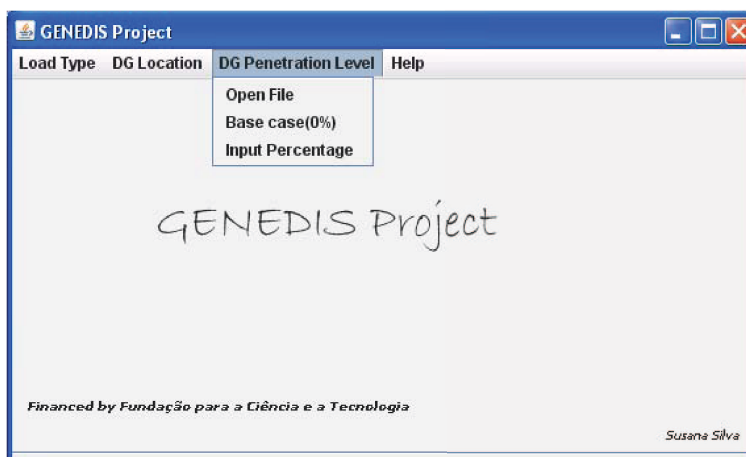 GENEDIS Project
Load Type DG Location DG Penetration Level Help
Open File
Base case(0%)
Input Percentage
GENEDIS Project
Financed by Fundação para a Ciência e a Tecnologia
Susana Silva